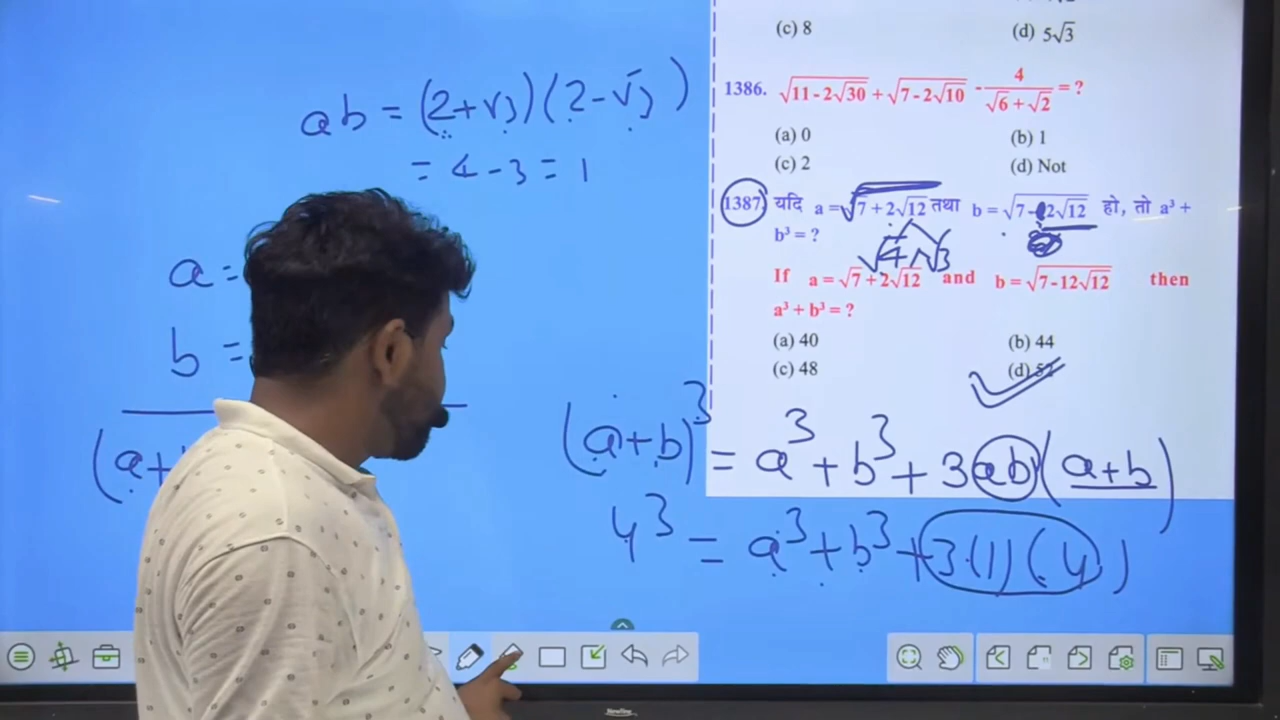 ab = (2+√3)(2-√3)
= 4-3 = 1
a =
b =
(a+
(c) 8
(d) 5√3
1386. √(11-2√30) + √(7-2√10) - 4/(√6+√2) = ?
(a) 0
(b) 1
(c) 2
(d) Not
1387 यदि a = √(7+2√12) तथा b = √(7-2√12) हो, तो a³ +
b³ = ?
√4 √3
If a = √(7+2√12) and b = √(7-12√12) then
a³ + b³ = ?
(a) 40
(b) 44
(c) 48
(d)
(a+b)³ = a³+b³+3ab(a+b)
4³ = a³+b³+3(1)(4)